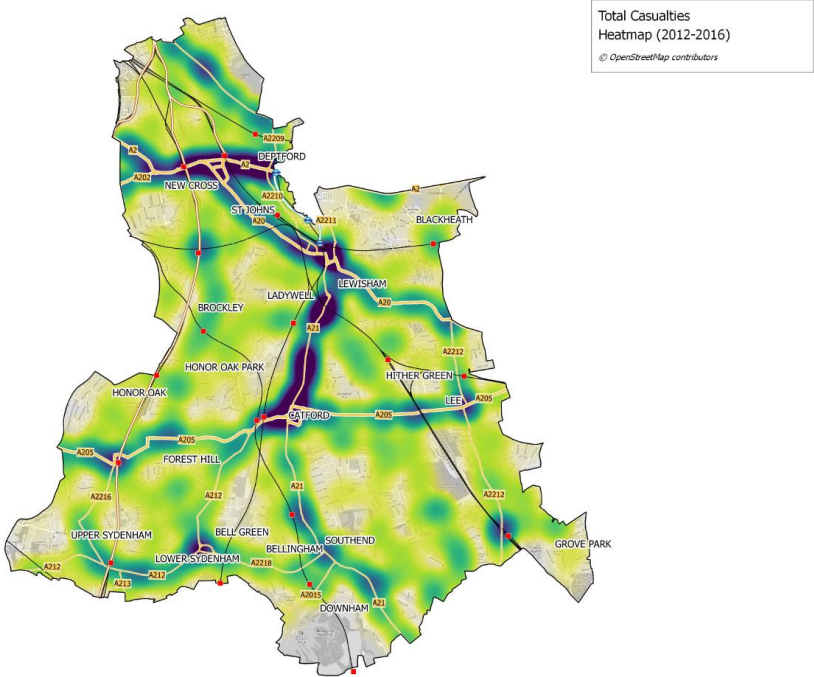 Total Casualties
Heatmap (2012-2016)
© OpenStreetMap contributors
A2209
A2
DEPTFORD
A2
A202
NEW CROSS
A2
A2210
ST JOHNS
A20
A2211
BLACKHEATH
LEWISHAM
LADYWELL
A20
BROCKLEY
A21
A2212
HONOR OAK PARK
HITHER GREEN
HONOR OAK
LEE
A205
CATFORD
A205
A205
A205
FOREST HILL
A21
A2216
A212
A2212
UPPER SYDENHAM
BELL GREEN
SOUTHEND
GROVE PARK
BELLINGHAM
LOWER SYDENHAM
A2218
A212
A212
A213
A2015
A21
DOWNHAM